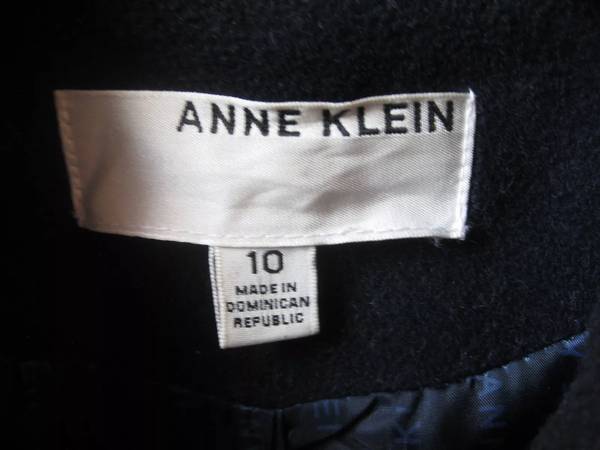 ANNE KLEIN
10
MADE IN
DOMINICAN
REPUBLIC